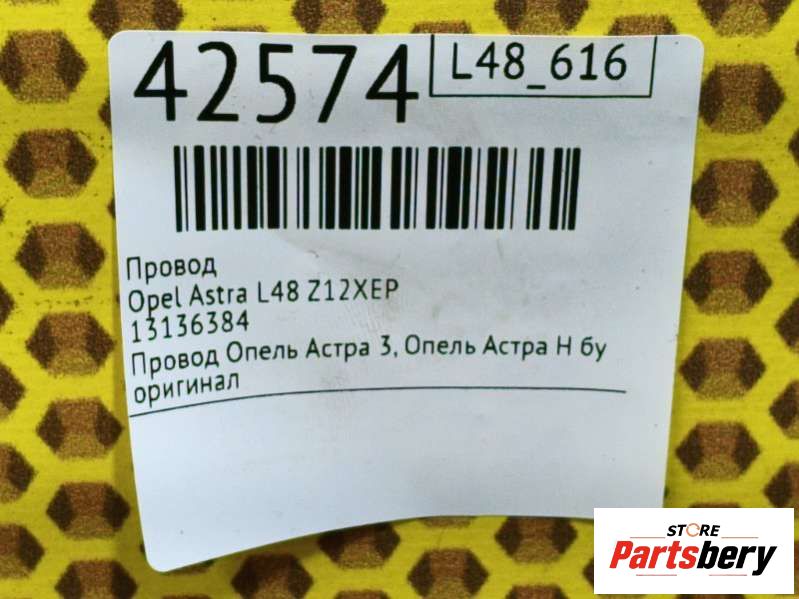 42574
L48_616
Провод
Opel Astra L48 Z12XEP
13136384
Провод Опель Астра 3, Опель Астра H бу
оригинал
STORE
Partsbery